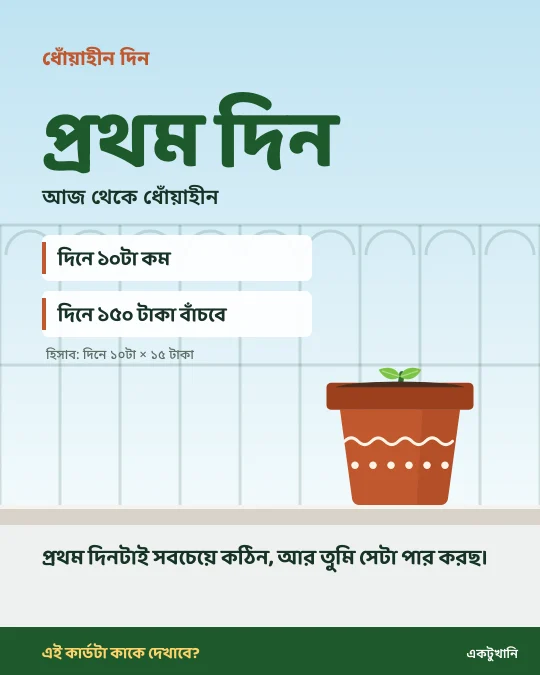 ধোঁয়াহীন দিন
প্রথম দিন
আজ থেকে ধোঁয়াহীন
দিনে ১০টা কম
দিনে ১৫০ টাকা বাঁচবে
হিসাব: দিনে ১০টা × ১৫ টাকা
প্রথম দিনটাই সবচেয়ে কঠিন, আর তুমি সেটা পার করছ।
এই কার্ডটা কাকে দেখাবে?
একটুখানি